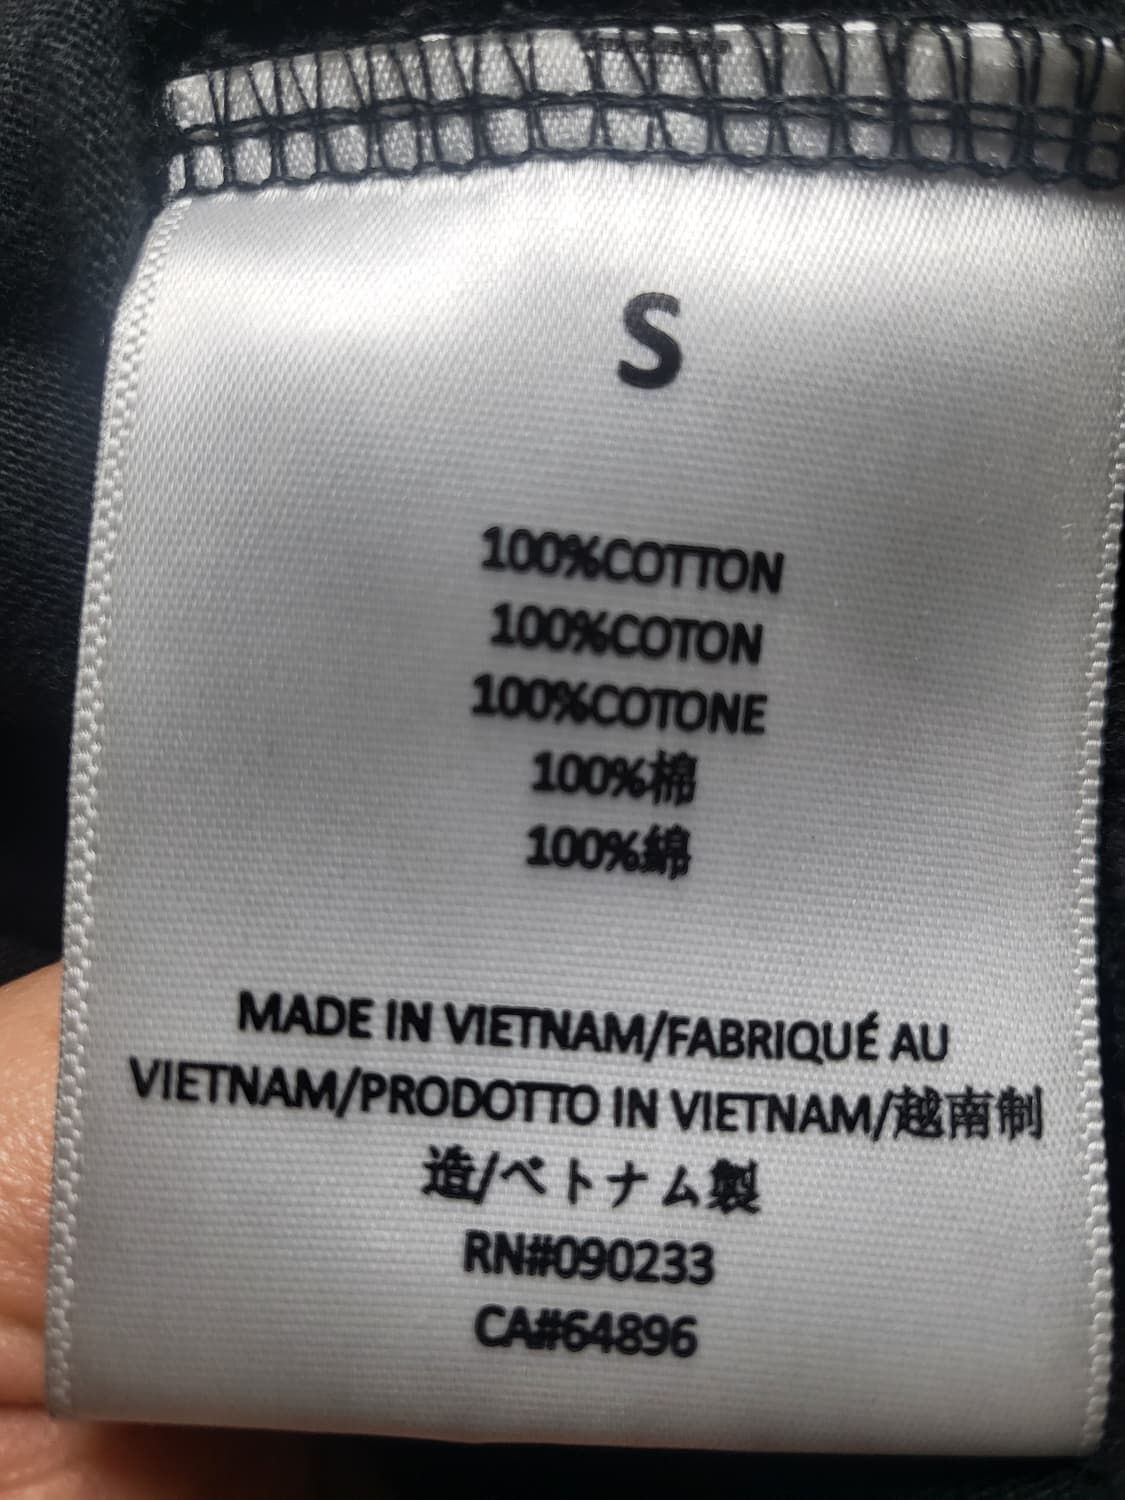 S
100%COTTON
100%COTON
100%COTONE
100%棉
100%綿
MADE IN VIETNAM/FABRIQUÉ AU
VIETNAM/PRODOTTO IN VIETNAM/越南制
造/ベトナム製
RN#090233
CA#64896